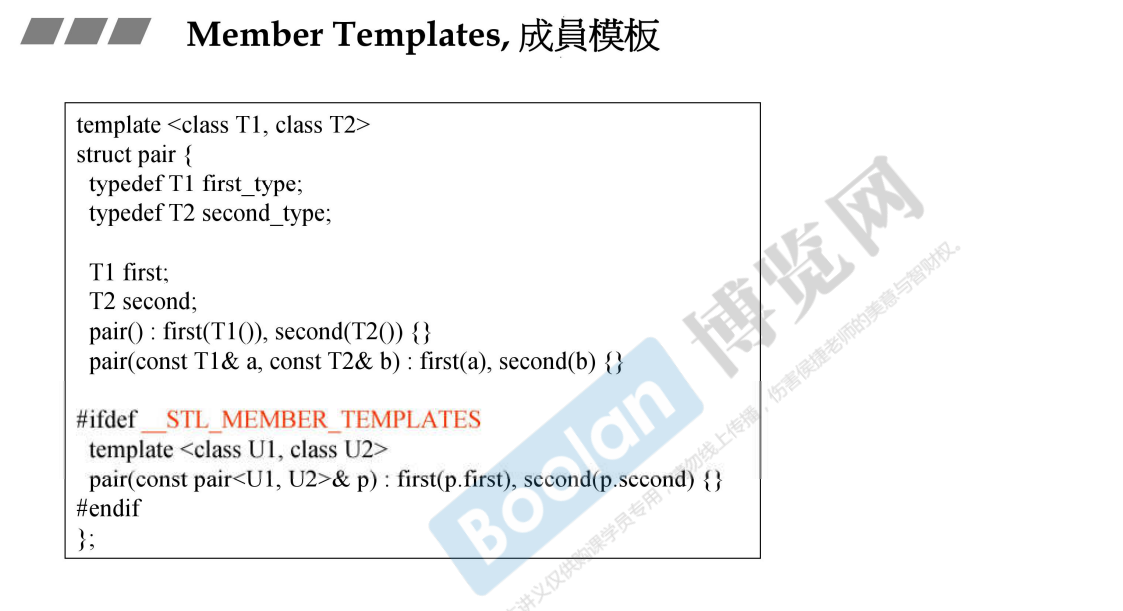 Member Templates, 成員模板
template <class T1, class T2>
struct pair {
typedef T1 first_type;
typedef T2 second_type;
T1 first;
T2 second;
pair() : first(T1()), second(T2()) {}
pair(const T1& a, const T2& b) : first(a), second(b) {}
#ifdef __STL_MEMBER_TEMPLATES
template <class U1, class U2>
pair(const pair<U1, U2>& p) : first(p.first), second(p.second) {}
#endif
};
Boolan 博览网
讲义仅供购课学员专用,勿线上传播,伤害侯捷老师的美意与智财权。